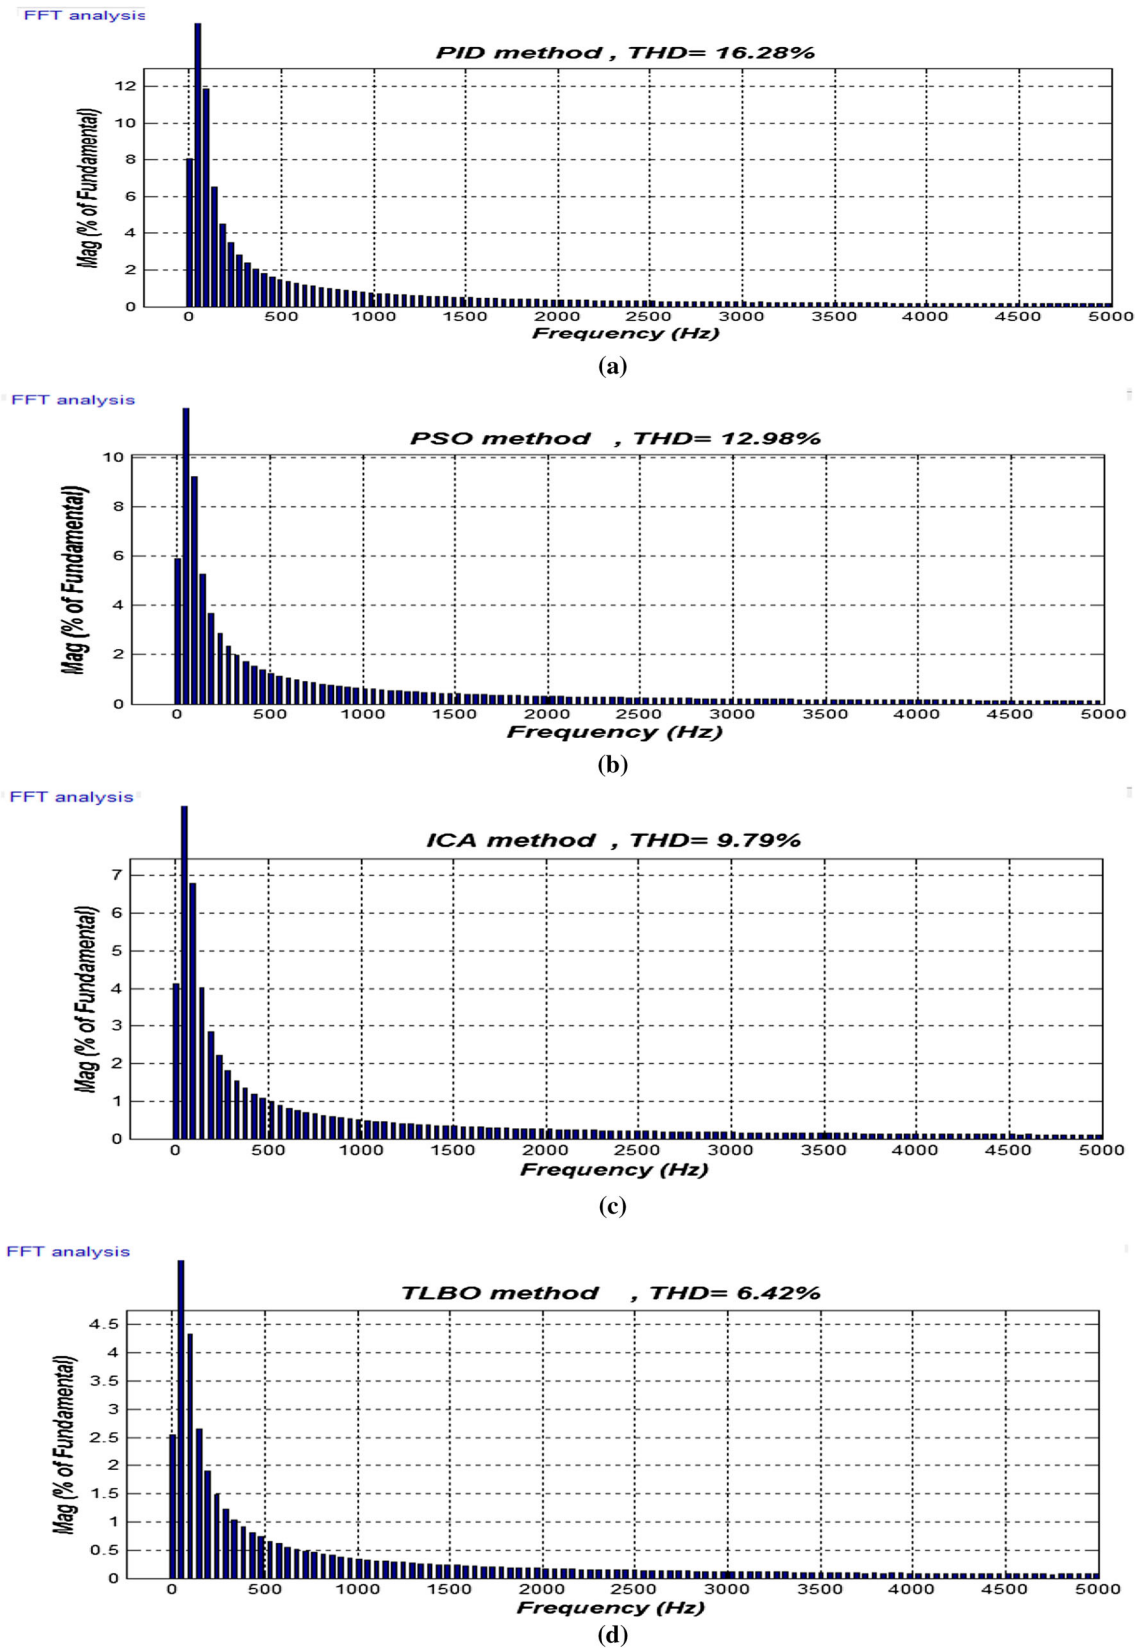 FFT analysis
PID method , THD= 16.28%
Mag (% of Fundamental)
12
10
8
6
4
2
0
0 500 1000 1500 2000 2500 3000 3500 4000 4500 5000
Frequency (Hz)
(a)
FFT analysis
PSO method , THD= 12.98%
Mag (% of Fundamental)
10
8
6
4
2
0
0 500 1000 1500 2000 2500 3000 3500 4000 4500 5000
Frequency (Hz)
(b)
FFT analysis
ICA method , THD= 9.79%
Mag (% of Fundamental)
7
6
5
4
3
2
1
0
0 500 1000 1500 2000 2500 3000 3500 4000 4500 5000
Frequency (Hz)
(c)
FFT analysis
TLBO method , THD= 6.42%
Mag (% of Fundamental)
4.5
4
3.5
3
2.5
2
1.5
1
0.5
0
0 500 1000 1500 2000 2500 3000 3500 4000 4500 5000
Frequency (Hz)
(d)